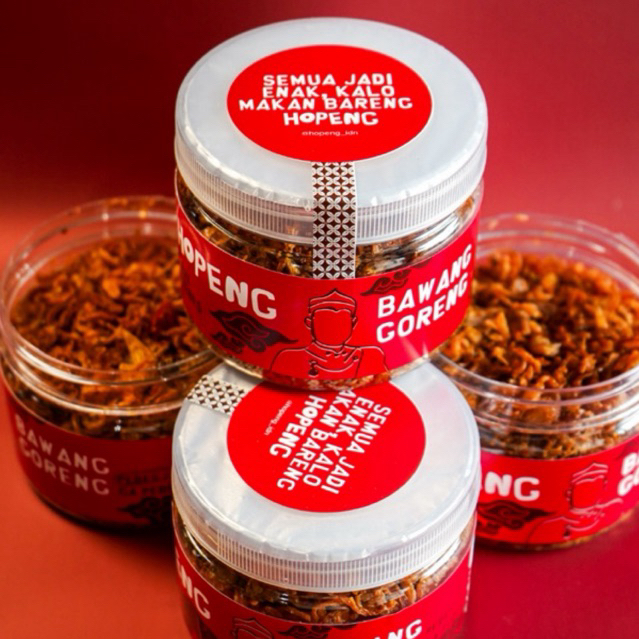 SEMUA JADI
ENAK, KALO
MAKAN BARENG
HOPENG
@hopeng_idn
HOPENG
BAWANG
GORENG
BAWANG
GORENG
SEMUA JADI
ENAK, KALO
MAKAN BARENG
HOPENG